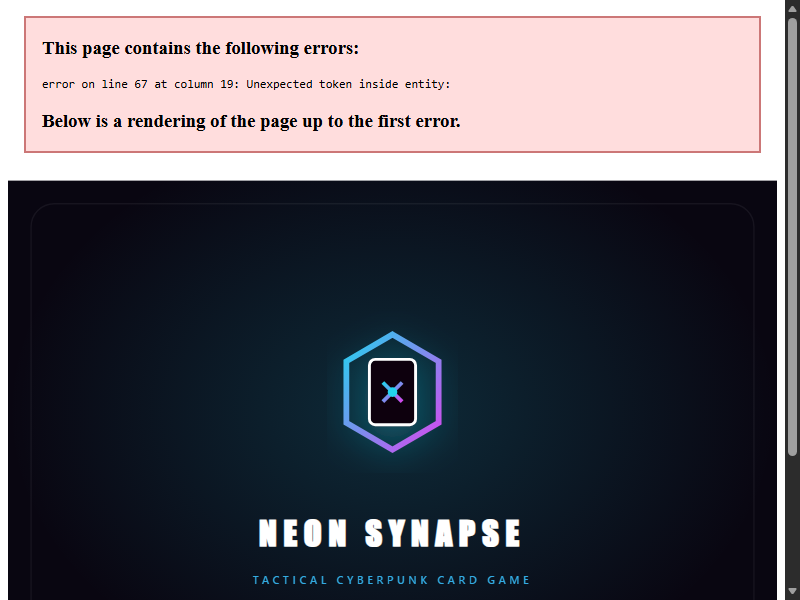 This page contains the following errors:
error on line 67 at column 19: Unexpected token inside entity:
Below is a rendering of the page up to the first error.
NEON SYNAPSE
TACTICAL CYBERPUNK CARD GAME